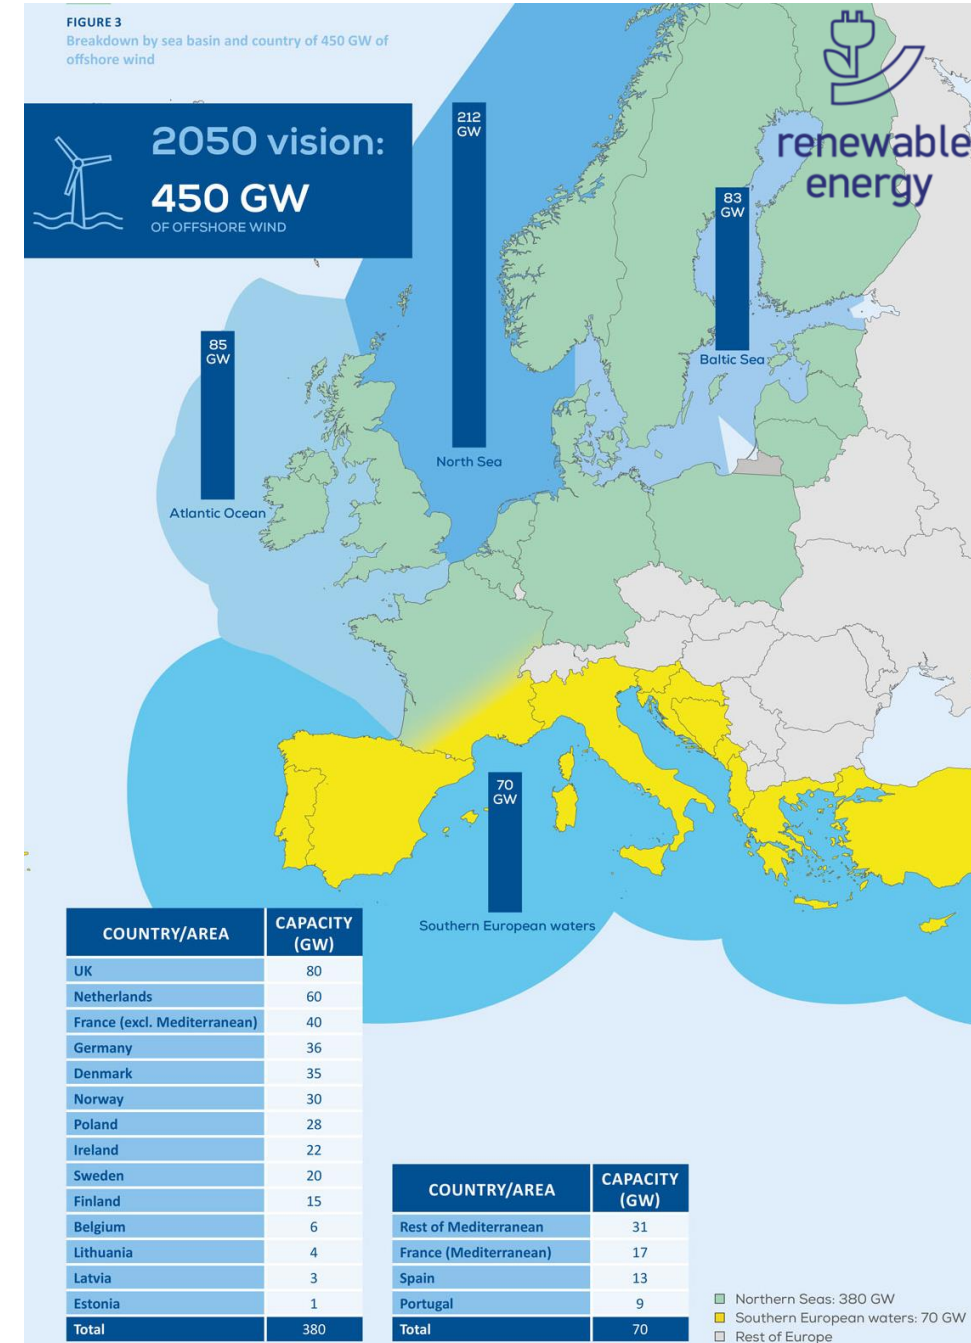 FIGURE 3
Breakdown by sea basin and country of 450 GW of
offshore wind
2050 vision:
450 GW
OF OFFSHORE WIND
renewable
energy
212
GW
North Sea
83
GW
Baltic Sea
85
GW
Atlantic Ocean
70
GW
Southern European waters
COUNTRY/AREA CAPACITY (GW)
UK 80
Netherlands 60
France (excl. Mediterranean) 40
Germany 36
Denmark 35
Norway 30
Poland 28
Ireland 22
Sweden 20
Finland 15
Belgium 6
Lithuania 4
Latvia 3
Estonia 1
Total 380
COUNTRY/AREA CAPACITY (GW)
Rest of Mediterranean 31
France (Mediterranean) 17
Spain 13
Portugal 9
Total 70
Northern Seas: 380 GW
Southern European waters: 70 GW
Rest of Europe